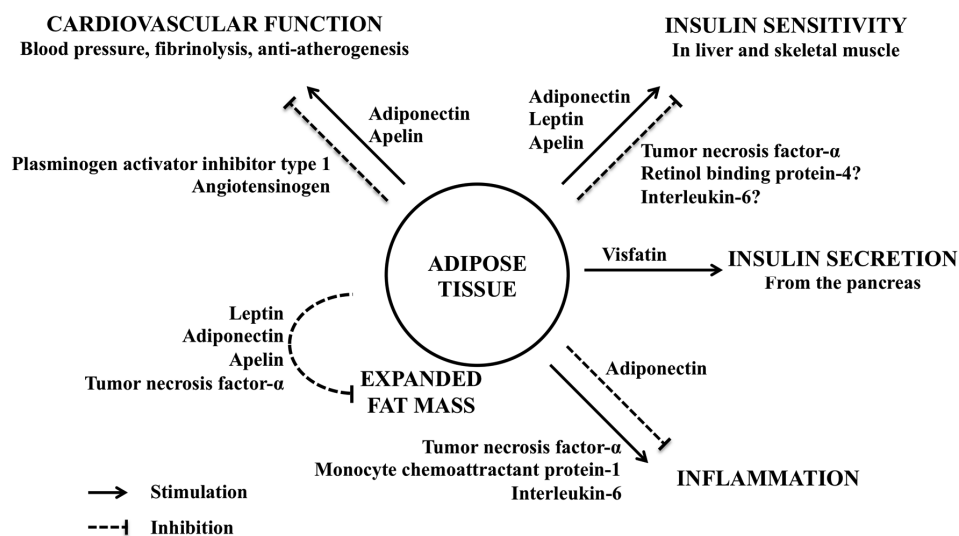 CARDIOVASCULAR FUNCTION
Blood pressure, fibrinolysis, anti-atherogenesis
INSULIN SENSITIVITY
In liver and skeletal muscle
Adiponectin
Apelin
Adiponectin
Leptin
Apelin
Plasminogen activator inhibitor type 1
Angiotensinogen
Tumor necrosis factor-α
Retinol binding protein-4?
Interleukin-6?
ADIPOSE
TISSUE
Visfatin
INSULIN SECRETION
From the pancreas
Leptin
Adiponectin
Apelin
Tumor necrosis factor-α
EXPANDED
FAT MASS
Adiponectin
Tumor necrosis factor-α
Monocyte chemoattractant protein-1
Interleukin-6
INFLAMMATION
Stimulation
Inhibition